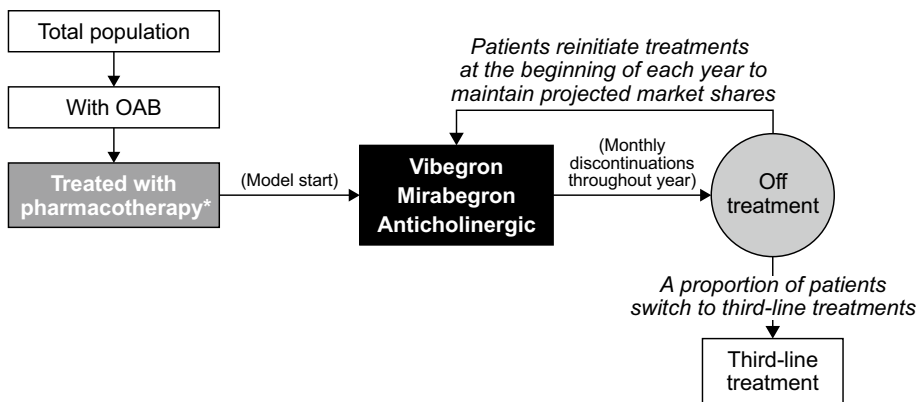 Total population
With OAB
Treated with
pharmacotherapy*
(Model start)
Vibegron
Mirabegron
Anticholinergic
Patients reinitiate treatments
at the beginning of each year to
maintain projected market shares
(Monthly
discontinuations
throughout year)
Off
treatment
A proportion of patients
switch to third-line treatments
Third-line
treatment